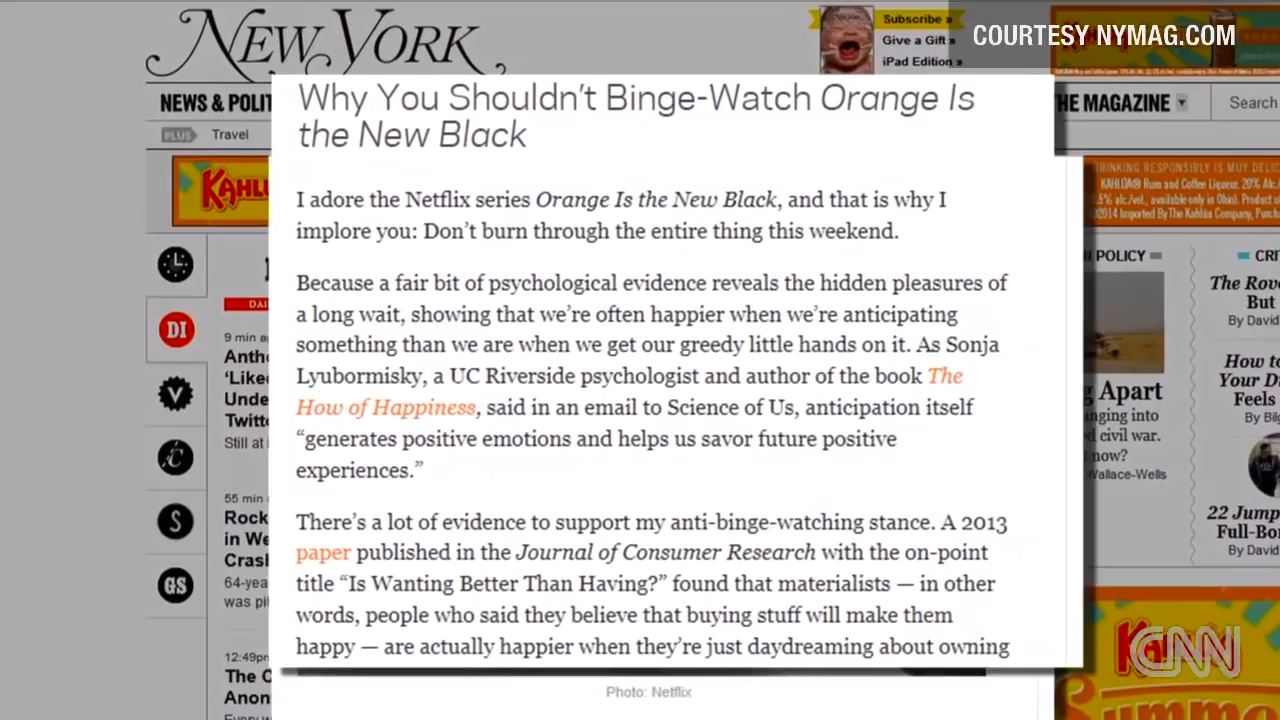 NEW YORK
Subscribe »
Give a Gift »
iPad Edition »
COURTESY NYMAG.COM
NEWS &
THE MAGAZINE
Search
PLUS Travel
Why You Shouldn’t Binge-Watch Orange Is
the New Black
I adore the Netflix series Orange Is the New Black, and that is why I
implore you: Don’t burn through the entire thing this weekend.
Because a fair bit of psychological evidence reveals the hidden pleasures of
a long wait, showing that we’re often happier when we’re anticipating
something than we are when we get our greedy little hands on it. As Sonja
Lyubormisky, a UC Riverside psychologist and author of the book The
How of Happiness, said in an email to Science of Us, anticipation itself
“generates positive emotions and helps us savor future positive
experiences.”
There’s a lot of evidence to support my anti-binge-watching stance. A 2013
paper published in the Journal of Consumer Research with the on-point
title “Is Wanting Better Than Having?” found that materialists — in other
words, people who said they believe that buying stuff will make them
happy — are actually happier when they’re just daydreaming about owning
Photo: Netflix
DI
S
GS
9 min
Still at
55 min
Rock
in We
64-year
was
12:49pm
The
POLICY
Apart
civil war.
now?
Wallace-Wells
The
But
By David
How to
Your
Feels
By
22 Jump
By David
CNN